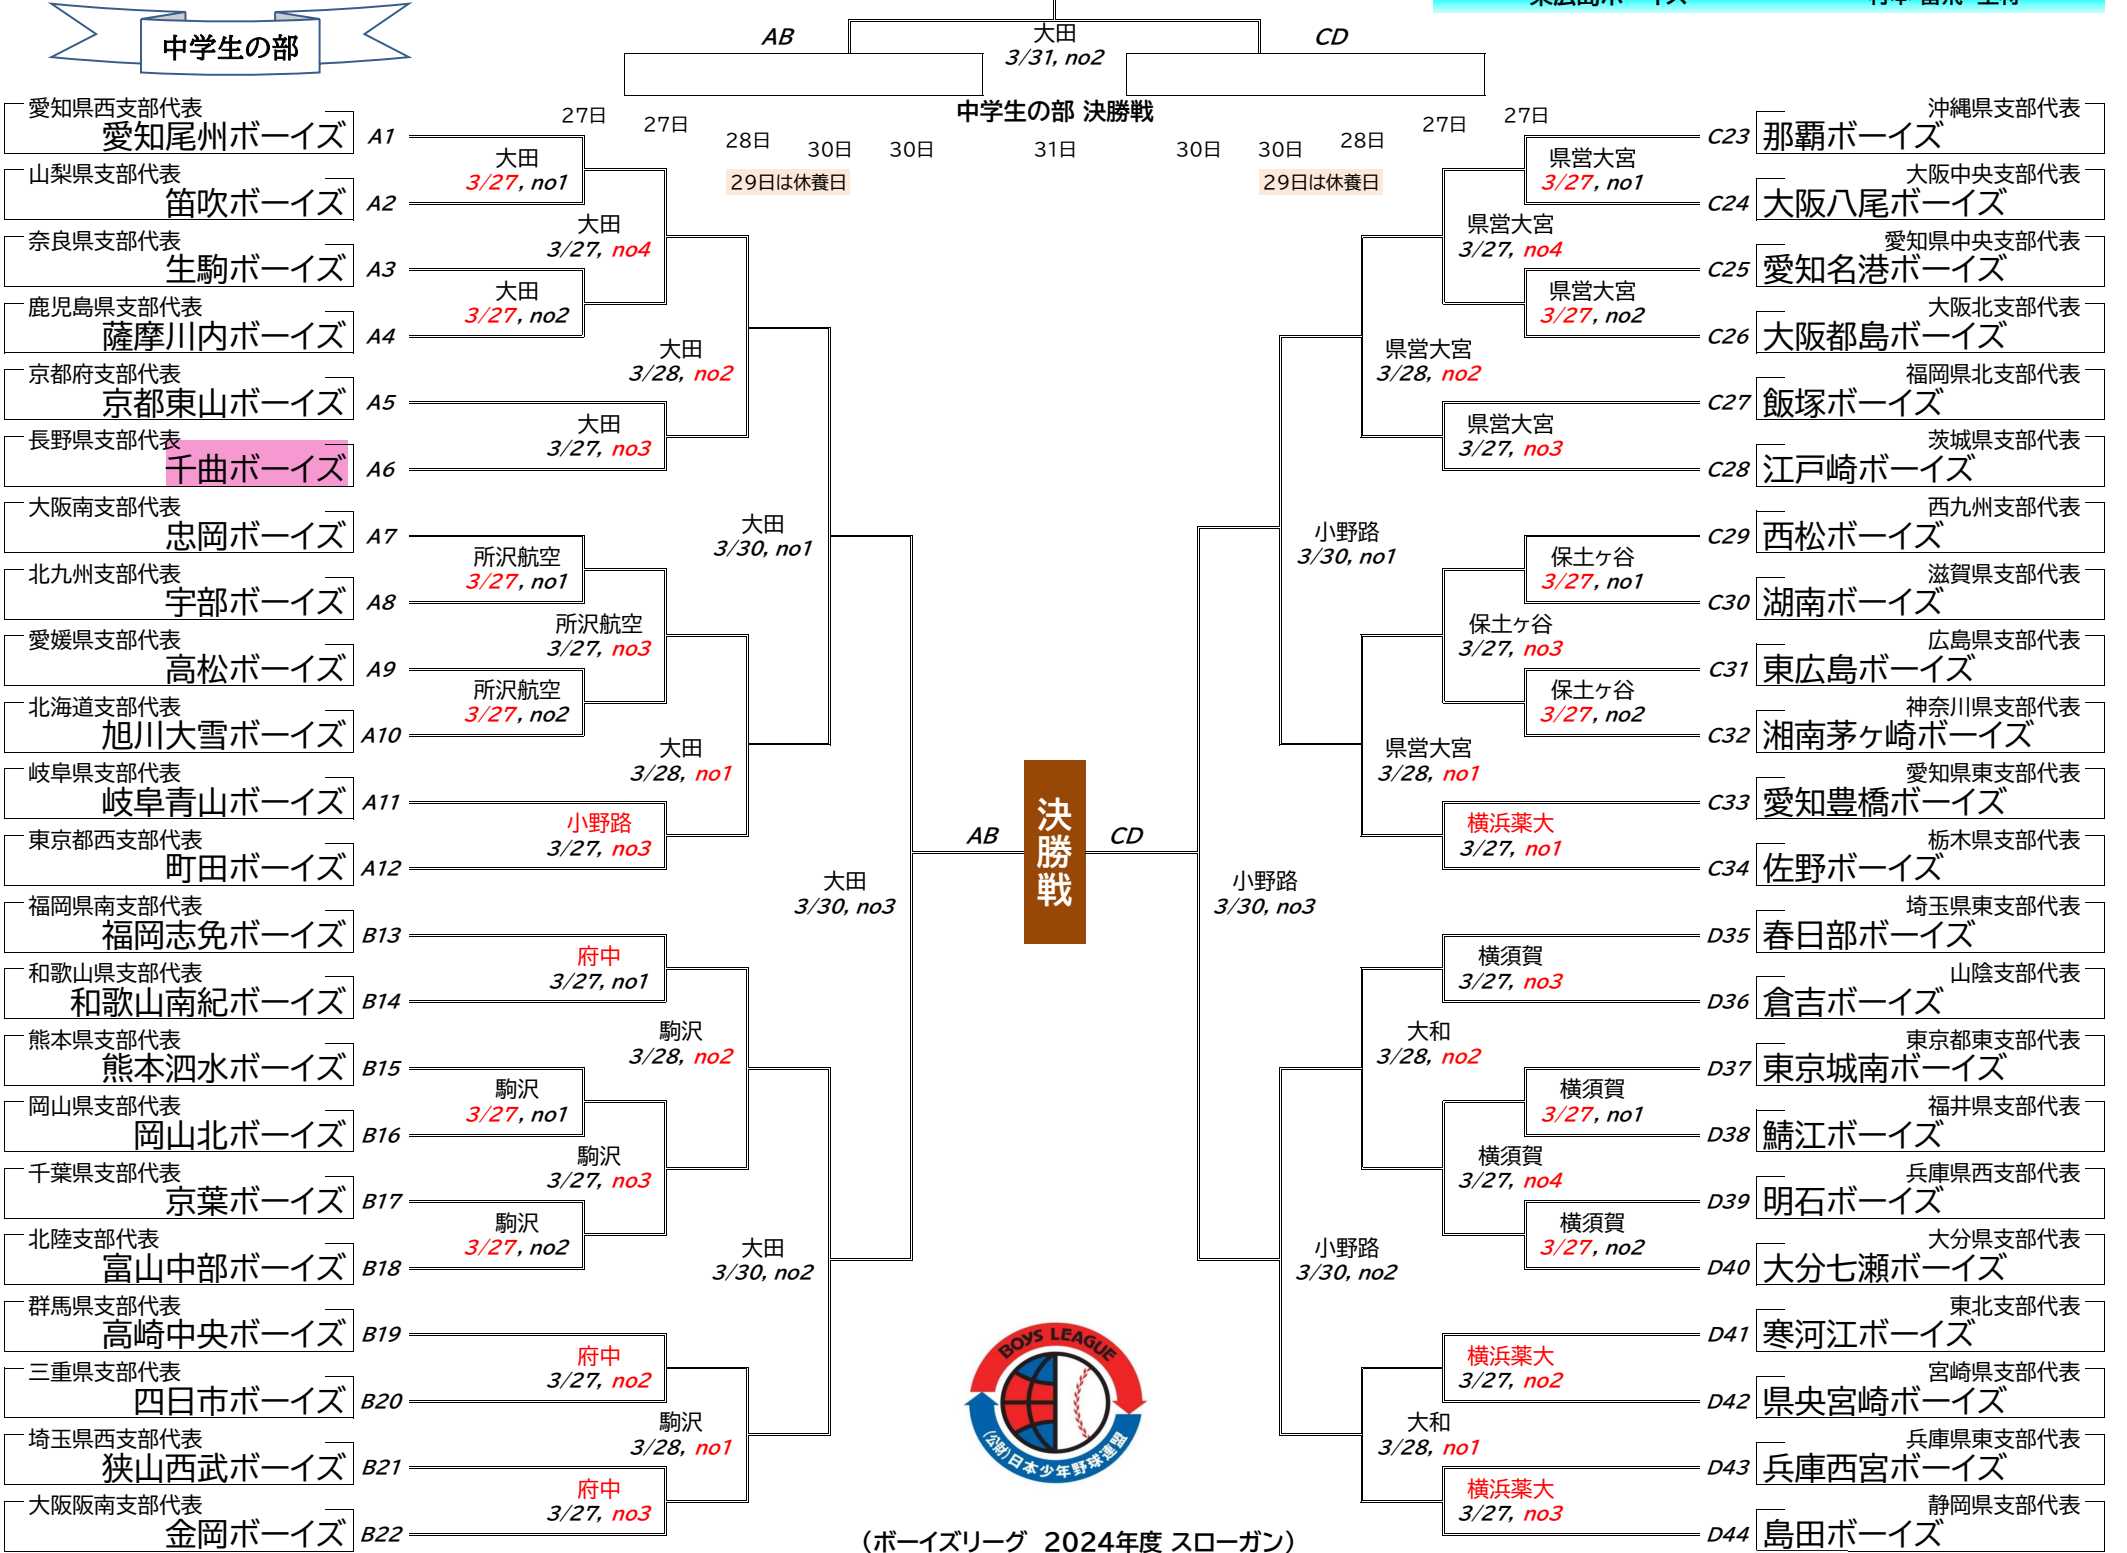 中学生の部
AB
大田
3/31, no2
CD
中学生の部 決勝戦
27日
27日
28日
30日
30日
31日
30日
30日
28日
27日
27日
29日は休養日
29日は休養日
愛知県西支部代表
愛知尾州ボーイズ A1
山梨県支部代表
笛吹ボーイズ A2
奈良県支部代表
生駒ボーイズ A3
鹿児島県支部代表
薩摩川内ボーイズ A4
京都府支部代表
京都東山ボーイズ A5
長野県支部代表
千曲ボーイズ A6
大阪南支部代表
忠岡ボーイズ A7
北九州支部代表
宇部ボーイズ A8
愛媛県支部代表
高松ボーイズ A9
北海道支部代表
旭川大雪ボーイズ A10
岐阜県支部代表
岐阜青山ボーイズ A11
東京都西支部代表
町田ボーイズ A12
福岡県南支部代表
福岡志免ボーイズ B13
和歌山県支部代表
和歌山南紀ボーイズ B14
熊本県支部代表
熊本泗水ボーイズ B15
岡山県支部代表
岡山北ボーイズ B16
千葉県支部代表
京葉ボーイズ B17
北陸支部代表
富山中部ボーイズ B18
群馬県支部代表
高崎中央ボーイズ B19
三重県支部代表
四日市ボーイズ B20
埼玉県西支部代表
狭山西武ボーイズ B21
大阪阪南支部代表
金岡ボーイズ B22
大田
3/27, no1
大田
3/27, no2
所沢航空
3/27, no1
所沢航空
3/27, no2
駒沢
3/27, no1
駒沢
3/27, no2
大田
3/27, no4
大田
3/27, no3
所沢航空
3/27, no3
小野路
3/27, no3
府中
3/27, no1
駒沢
3/27, no3
府中
3/27, no2
府中
3/27, no3
大田
3/28, no2
大田
3/28, no1
駒沢
3/28, no2
駒沢
3/28, no1
大田
3/30, no1
大田
3/30, no2
大田
3/30, no3
AB
決勝戦
CD
小野路
3/30, no3
小野路
3/30, no1
小野路
3/30, no2
県営大宮
3/28, no2
県営大宮
3/28, no1
大和
3/28, no2
大和
3/28, no1
県営大宮
3/27, no4
県営大宮
3/27, no3
保土ヶ谷
3/27, no3
横浜薬大
3/27, no1
横須賀
3/27, no3
横須賀
3/27, no4
横浜薬大
3/27, no2
横浜薬大
3/27, no3
県営大宮
3/27, no1
県営大宮
3/27, no2
保土ヶ谷
3/27, no1
保土ヶ谷
3/27, no2
横須賀
3/27, no1
横須賀
3/27, no2
沖縄県支部代表
C23 那覇ボーイズ
大阪中央支部代表
C24 大阪八尾ボーイズ
愛知県中央支部代表
C25 愛知名港ボーイズ
大阪北支部代表
C26 大阪都島ボーイズ
福岡県北支部代表
C27 飯塚ボーイズ
茨城県支部代表
C28 江戸崎ボーイズ
西九州支部代表
C29 西松ボーイズ
滋賀県支部代表
C30 湖南ボーイズ
広島県支部代表
C31 東広島ボーイズ
神奈川県支部代表
C32 湘南茅ヶ崎ボーイズ
愛知県東支部代表
C33 愛知豊橋ボーイズ
栃木県支部代表
C34 佐野ボーイズ
埼玉県東支部代表
D35 春日部ボーイズ
山陰支部代表
D36 倉吉ボーイズ
東京都東支部代表
D37 東京城南ボーイズ
福井県支部代表
D38 鯖江ボーイズ
兵庫県西支部代表
D39 明石ボーイズ
大分県支部代表
D40 大分七瀬ボーイズ
東北支部代表
D41 寒河江ボーイズ
宮崎県支部代表
D42 県央宮崎ボーイズ
兵庫県東支部代表
D43 兵庫西宮ボーイズ
静岡県支部代表
D44 島田ボーイズ
BOYS LEAGUE
(公財)日本少年野球連盟
(ボーイズリーグ 2024年度 スローガン)